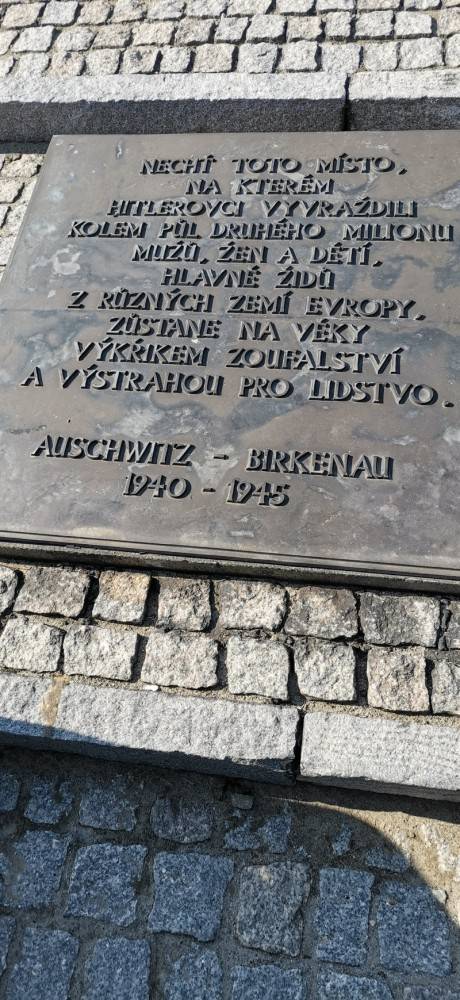 NECHŤ TOTO MÍSTO,
NA KTERÉM
HITLEROVCI VYVRAŽDILI
KOLEM PŮL DRUHÉHO MILIONU
MUŽŮ, ŽEN A DĚTÍ,
HLAVNĚ ŽIDŮ
Z RŮZNÝCH ZEMÍ EVROPY,
ZŮSTANE NA VĚKY
VÝKŘIKEM ZOUFALSTVÍ
A VÝSTRAHOU PRO LIDSTVO.
AUSCHWITZ - BIRKENAU
1940 - 1945